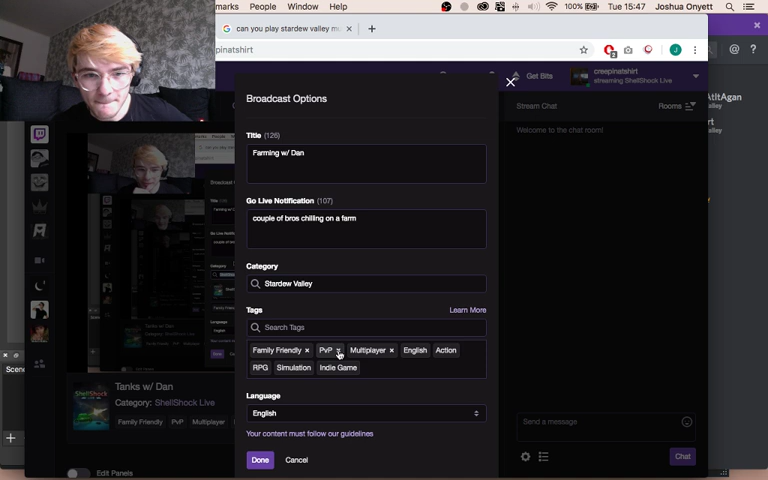 marks People Window Help 100% Tue 15:47 Joshua Onyett
can you play stardew valley m
pinatshirt
Get Bits
creepinatshirt
streaming ShellShock Live
Broadcast Options
Stream Chat
Rooms
AtItAgan
Welcome to the chat room!
Title (126)
Farming w/ Dan
Go Live Notification (107)
couple of bros chilling on a farm
Category
Stardew Valley
Tags
Learn More
Search Tags
Family Friendly × PvP × Multiplayer × English Action
RPG Simulation Indie Game
Scene
Tanks w/ Dan
Category: ShellShock Live
Family Friendly PvP Multiplayer
Language
English
Your content must follow our guidelines
Send a message
Done Cancel
Chat
Edit Panels